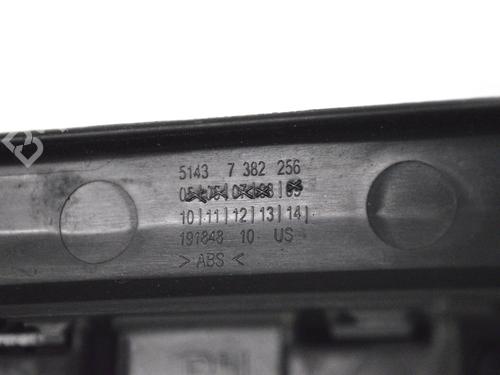 5143 7 382 256
10|11|12|13|14|
191848 10 US
> ABS <